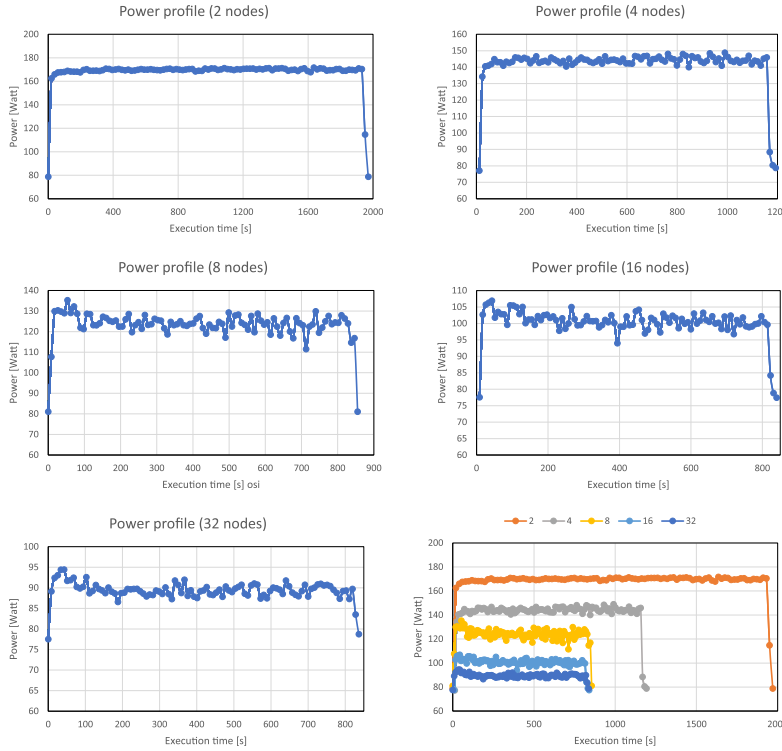 Power profile (2 nodes)
200
180
160
140
120
100
80
60
Power [Watt]
0 400 800 1200 1600 2000
Execution time [s]
Power profile (4 nodes)
160
150
140
130
120
110
100
90
80
70
60
Power [Watt]
0 200 400 600 800 1000 1200
Execution time [s]
Power profile (8 nodes)
140
130
120
110
100
90
80
70
60
Power [Watt]
0 100 200 300 400 500 600 700 800 900
Execution time [s] osi
Power profile (16 nodes)
110
105
100
95
90
85
80
75
70
65
60
Power [Watt]
0 200 400 600 800
Execution time [s]
Power profile (32 nodes)
100
95
90
85
80
75
70
65
60
Power [Watt]
0 100 200 300 400 500 600 700 800
Execution time [s]
2 4 8 16 32
200
180
160
140
120
100
80
60
Power [Watt]
0 500 1000 1500 200
Execution time [s]